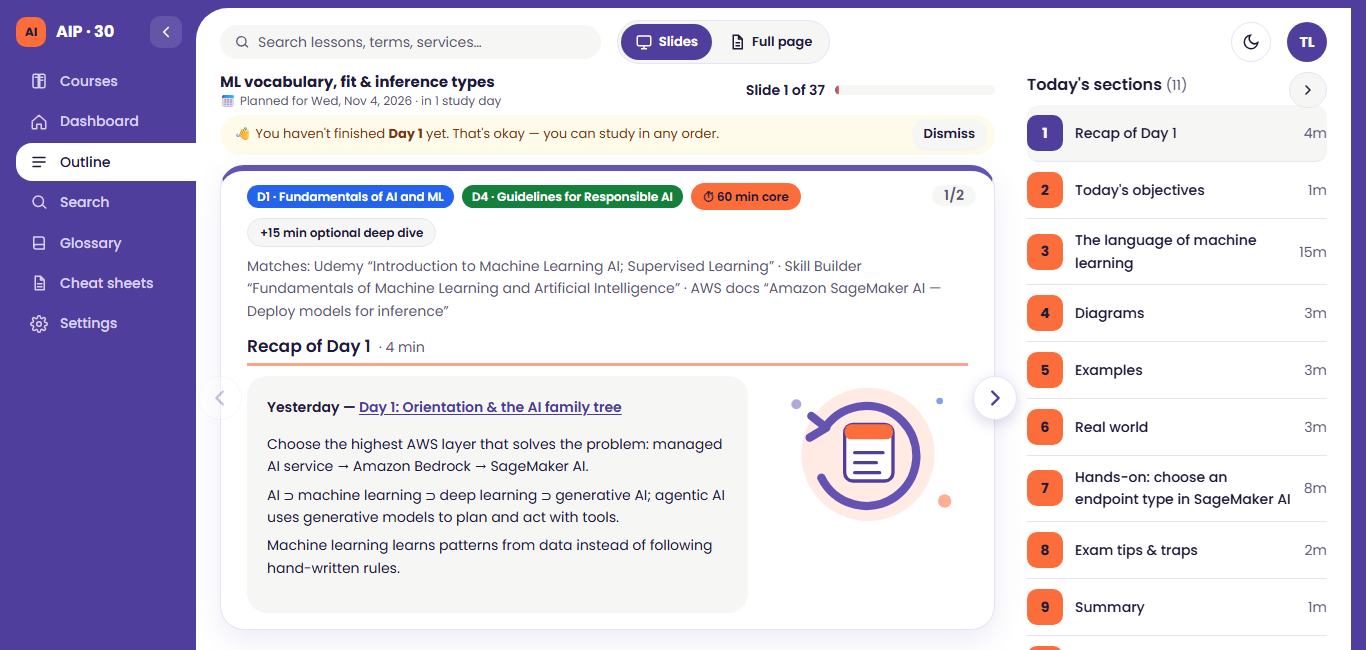 AI AIP · 30
Courses
Dashboard
Outline
Search
Glossary
Cheat sheets
Settings
Search lessons, terms, services...
Slides
Full page
TL
ML vocabulary, fit & inference types
Planned for Wed, Nov 4, 2026 · in 1 study day
Slide 1 of 37
You haven't finished Day 1 yet. That's okay — you can study in any order.
Dismiss
D1 · Fundamentals of AI and ML
D4 · Guidelines for Responsible AI
⏱ 60 min core
1/2
+15 min optional deep dive
Matches: Udemy “Introduction to Machine Learning AI; Supervised Learning” · Skill Builder
“Fundamentals of Machine Learning and Artificial Intelligence” · AWS docs “Amazon SageMaker AI —
Deploy models for inference”
Recap of Day 1 · 4 min
Yesterday — Day 1: Orientation & the AI family tree
Choose the highest AWS layer that solves the problem: managed
AI service → Amazon Bedrock → SageMaker AI.
AI ⊃ machine learning ⊃ deep learning ⊃ generative AI; agentic AI
uses generative models to plan and act with tools.
Machine learning learns patterns from data instead of following
hand-written rules.
Today's sections (11)
1 Recap of Day 1 4m
2 Today's objectives 1m
3 The language of machine
learning 15m
4 Diagrams 3m
5 Examples 3m
6 Real world 3m
7 Hands-on: choose an
endpoint type in SageMaker AI 8m
8 Exam tips & traps 2m
9 Summary 1m